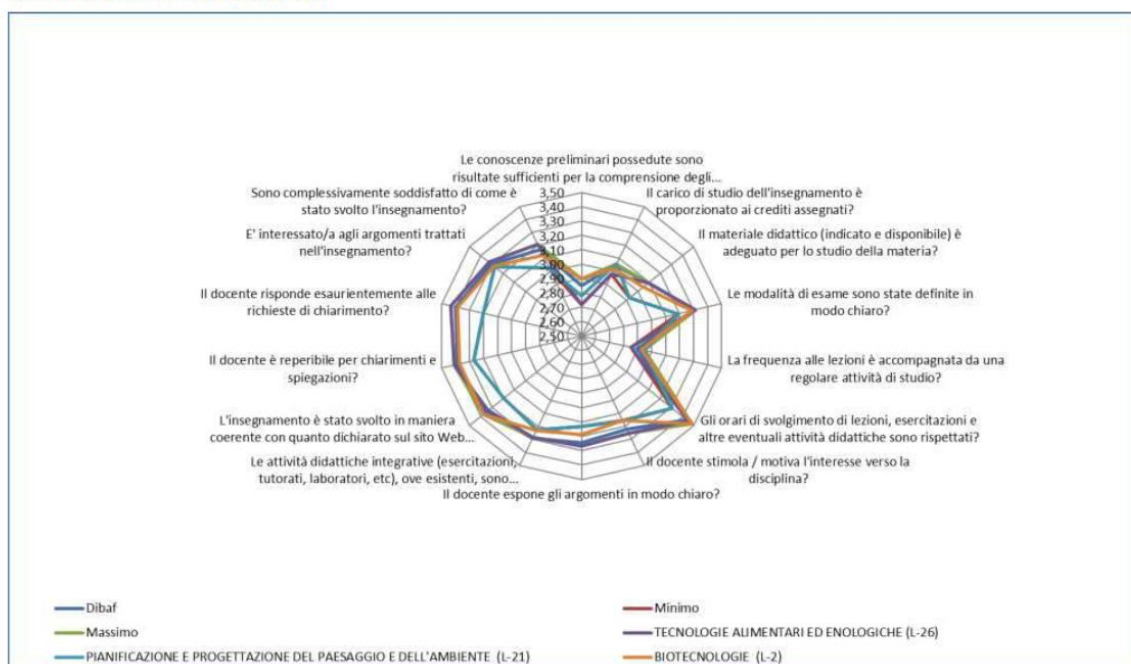 Le conoscenze preliminari possedute sono
risultate sufficienti per la comprensione degli...
Il carico di studio dell'insegnamento è
proporzionato ai crediti assegnati?
Il materiale didattico (indicato e disponibile) è
adeguato per lo studio della materia?
Le modalità di esame sono state definite in
modo chiaro?
La frequenza alle lezioni è accompagnata da una
regolare attività di studio?
Gli orari di svolgimento di lezioni, esercitazioni e
altre eventuali attività didattiche sono rispettati?
Il docente stimola / motiva l'interesse verso la
disciplina?
Il docente espone gli argomenti in modo chiaro?
Le attività didattiche integrative (esercitazioni,
tutorati, laboratori, etc), ove esistenti, sono...
L'insegnamento è stato svolto in maniera
coerente con quanto dichiarato sul sito Web...
Il docente è reperibile per chiarimenti e
spiegazioni?
Il docente risponde esaurientemente alle
richieste di chiarimento?
E' interessato/a agli argomenti trattati
nell'insegnamento?
Sono complessivamente soddisfatto di come è
stato svolto l'insegnamento?
3,50
3,40
3,30
3,20
3,10
3,00
2,90
2,80
2,70
2,60
2,50
Dibaf
Minimo
Massimo
TECNOLOGIE ALIMENTARI ED ENOLOGICHE (L-26)
PIANIFICAZIONE E PROGETTAZIONE DEL PAESAGGIO E DELL'AMBIENTE (L-21)
BIOTECNOLOGIE (L-2)